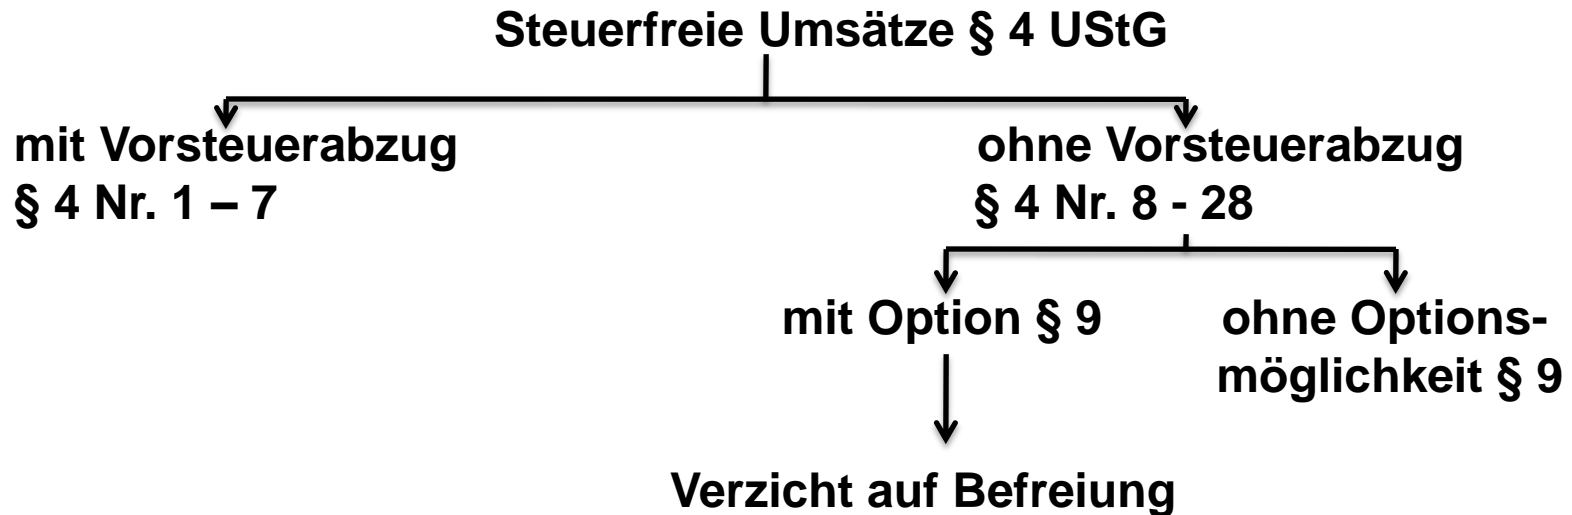 Steuerfreie Umsätze § 4 UStG
mit Vorsteuerabzug
§ 4 Nr. 1 – 7
ohne Vorsteuerabzug
§ 4 Nr. 8 - 28
mit Option § 9
ohne Options-
möglichkeit § 9
Verzicht auf Befreiung